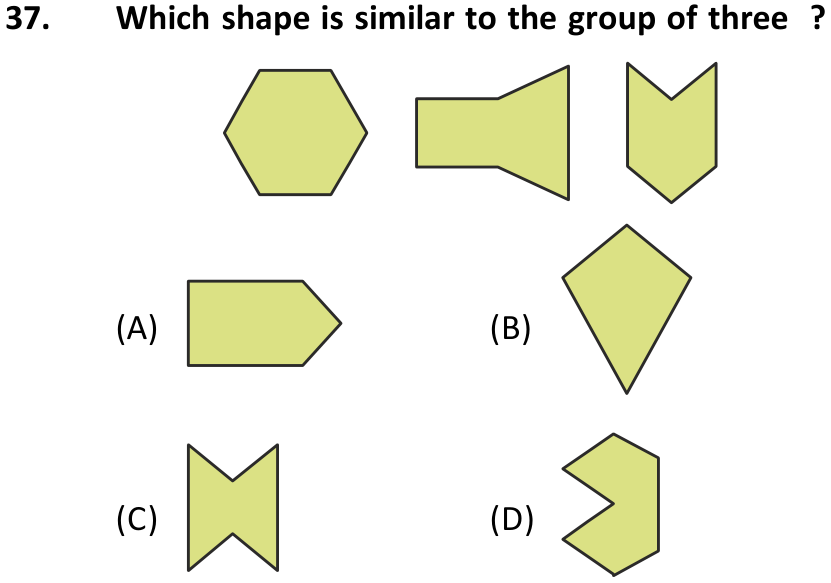 37. Which shape is similar to the group of three ?
(A)
(B)
(C)
(D)